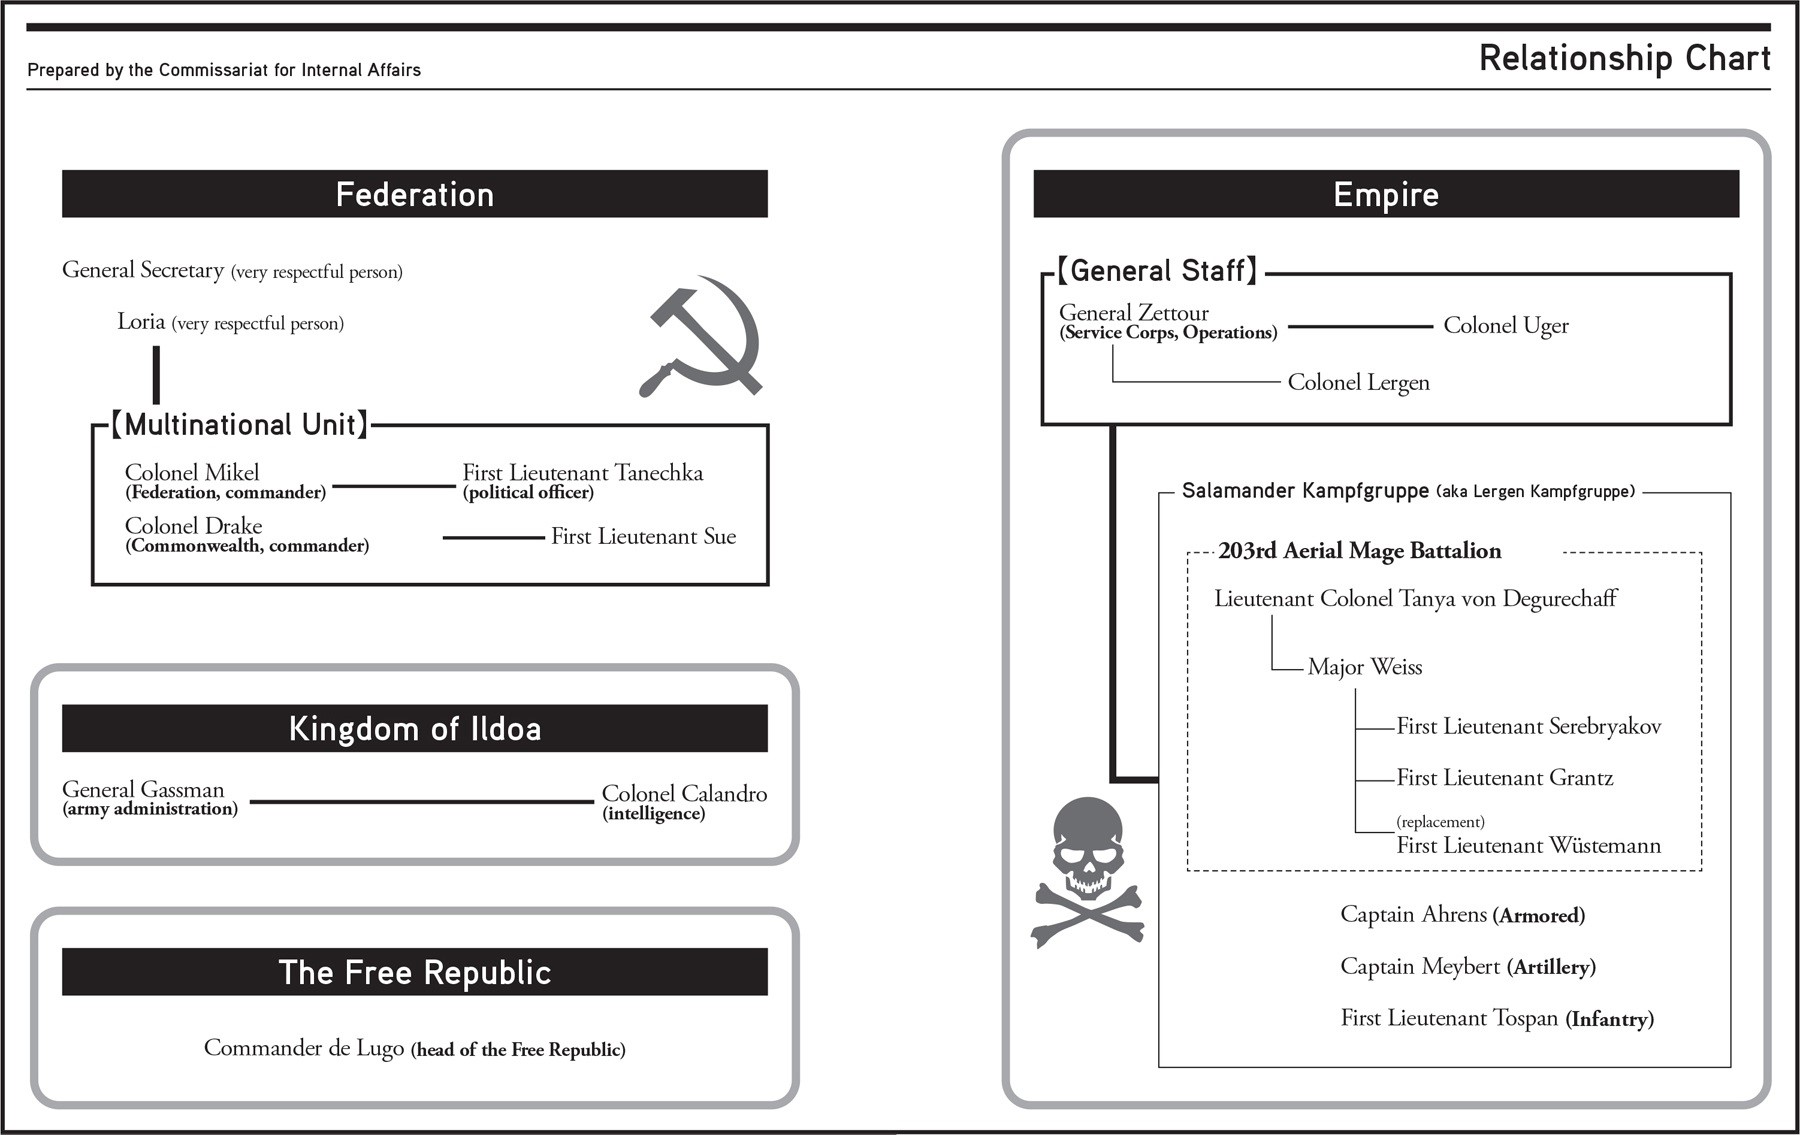 Prepared by the Commissariat for Internal Affairs
Relationship Chart
Federation
General Secretary (very respectful person)
Loria (very respectful person)
【Multinational Unit】
Colonel Mikel
(Federation, commander)
First Lieutenant Tanechka
(political officer)
Colonel Drake
(Commonwealth, commander)
First Lieutenant Sue
Kingdom of Ildoa
General Gassman
(army administration)
Colonel Calandro
(intelligence)
The Free Republic
Commander de Lugo (head of the Free Republic)
Empire
【General Staff】
General Zettour
(Service Corps, Operations)
Colonel Uger
Colonel Lergen
Salamander Kampfgruppe (aka Lergen Kampfgruppe)
203rd Aerial Mage Battalion
Lieutenant Colonel Tanya von Degurechaff
Major Weiss
First Lieutenant Serebryakov
First Lieutenant Grantz
(replacement)
First Lieutenant Wüstemann
Captain Ahrens (Armored)
Captain Meybert (Artillery)
First Lieutenant Tospan (Infantry)